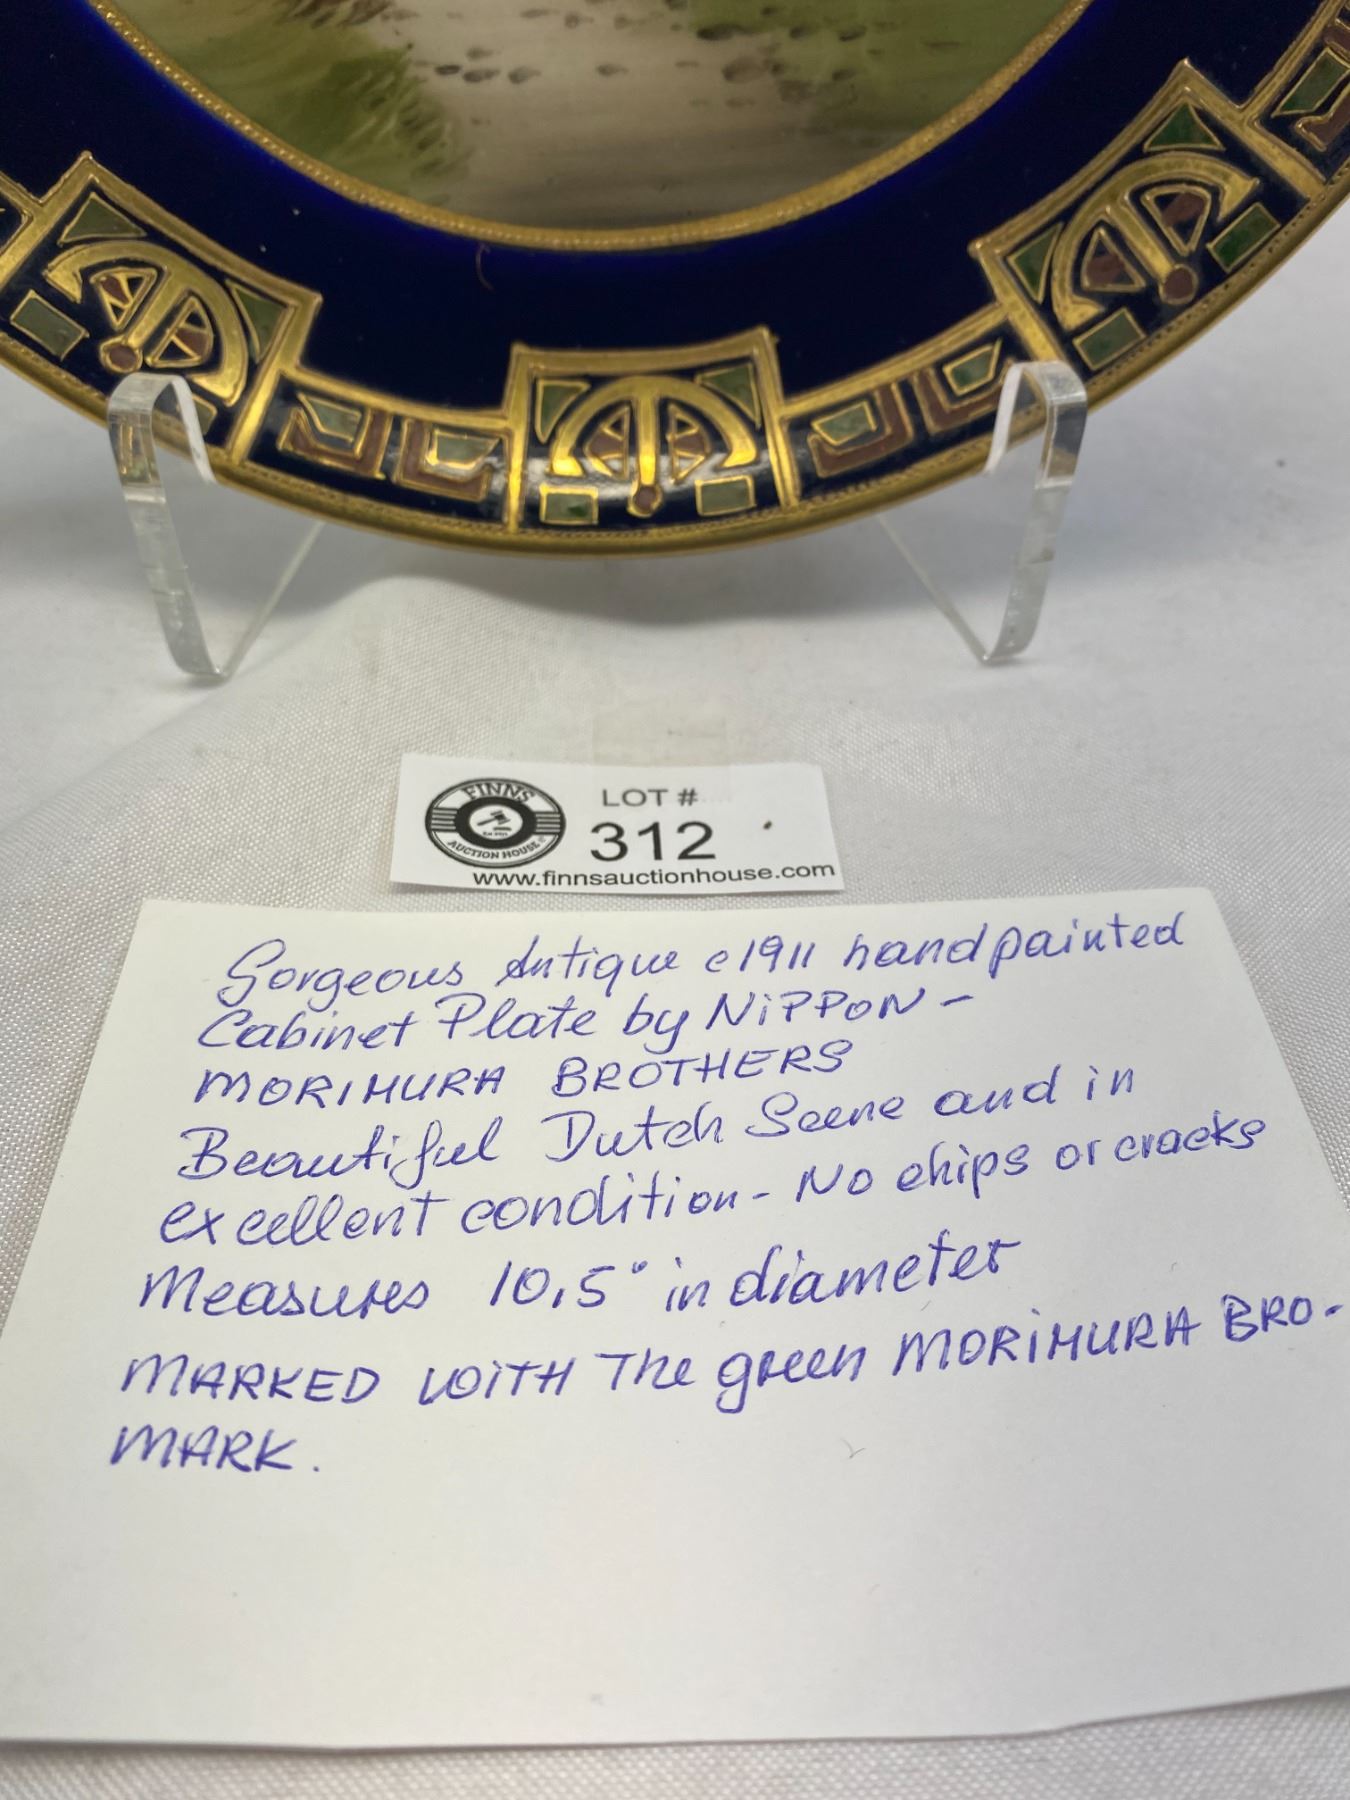 FINNS
AUCTION HOUSE
LOT #
312
www.finnsauctionhouse.com
Gorgeous Antique c1911 handpainted
Cabinet Plate by NiPPoN -
MORIMURA BROTHERS
Beautiful Dutch Scene and in
excellent condition - No chips or cracks
Measures 10,5" in diameter
MARKED WiTH The green MORiMURA BRO.
MARK.